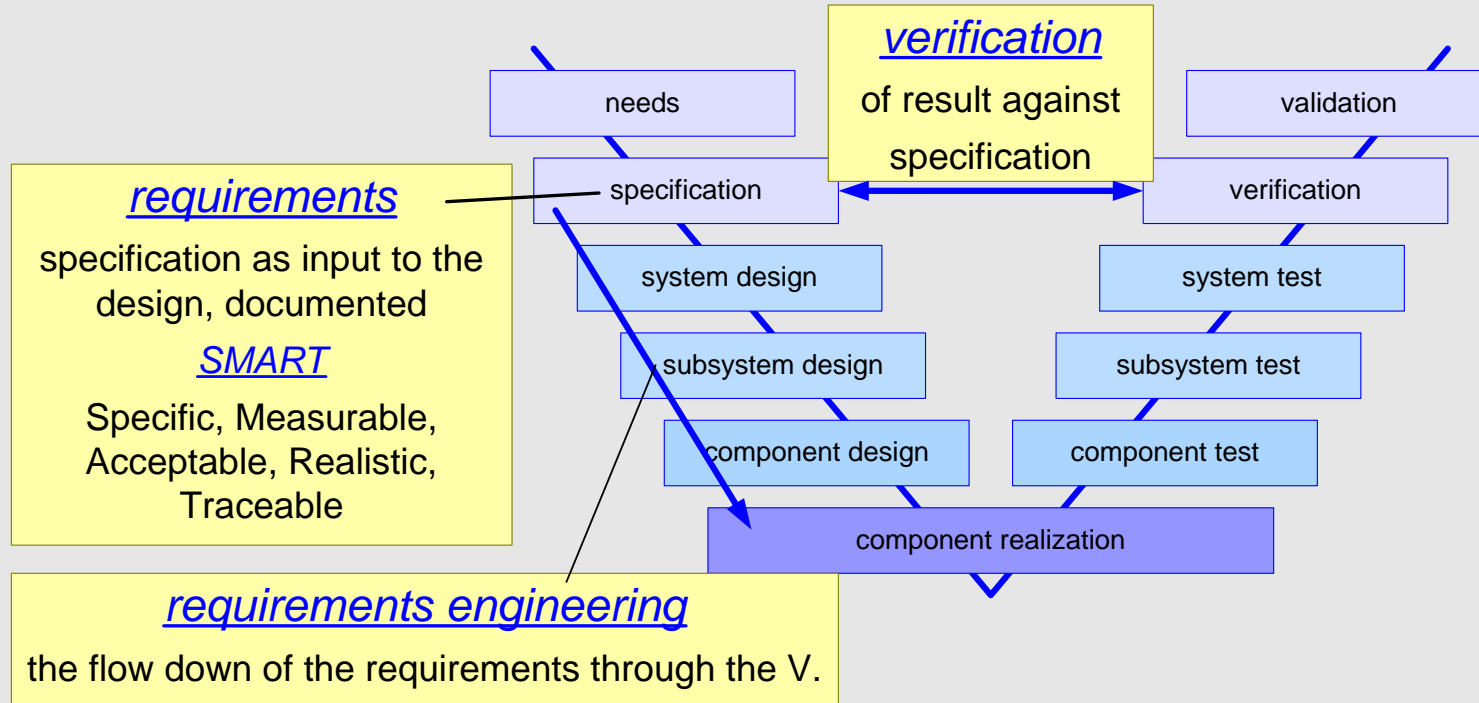 verification
of result against
specification
needs
validation
requirements
specification as input to the
design, documented
SMART
Specific, Measurable,
Acceptable, Realistic,
Traceable
specification
verification
system design
system test
subsystem design
subsystem test
component design
component test
component realization
requirements engineering
the flow down of the requirements through the V.